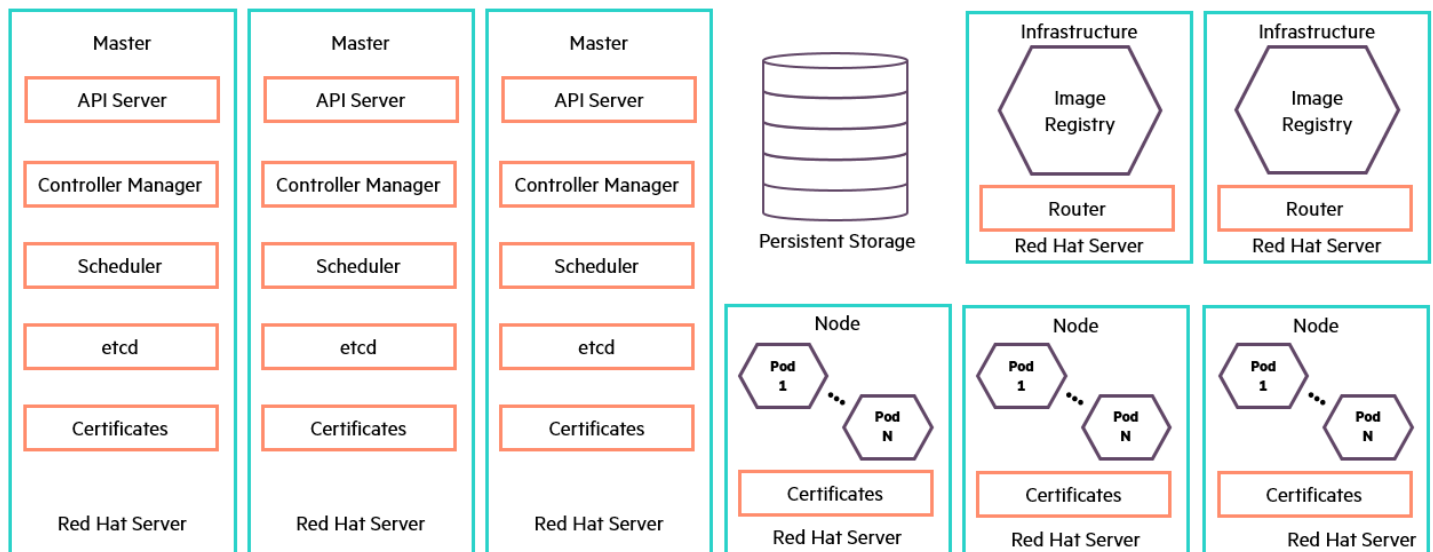 Master
API Server
Controller Manager
Scheduler
etcd
Certificates
Red Hat Server
Master
API Server
Controller Manager
Scheduler
etcd
Certificates
Red Hat Server
Master
API Server
Controller Manager
Scheduler
etcd
Certificates
Red Hat Server
Persistent Storage
Infrastructure
Image
Registry
Router
Red Hat Server
Infrastructure
Image
Registry
Router
Red Hat Server
Node
Pod
1
Pod
N
Certificates
Red Hat Server
Node
Pod
1
Pod
N
Certificates
Red Hat Server
Node
Pod
1
Pod
N
Certificates
Red Hat Server